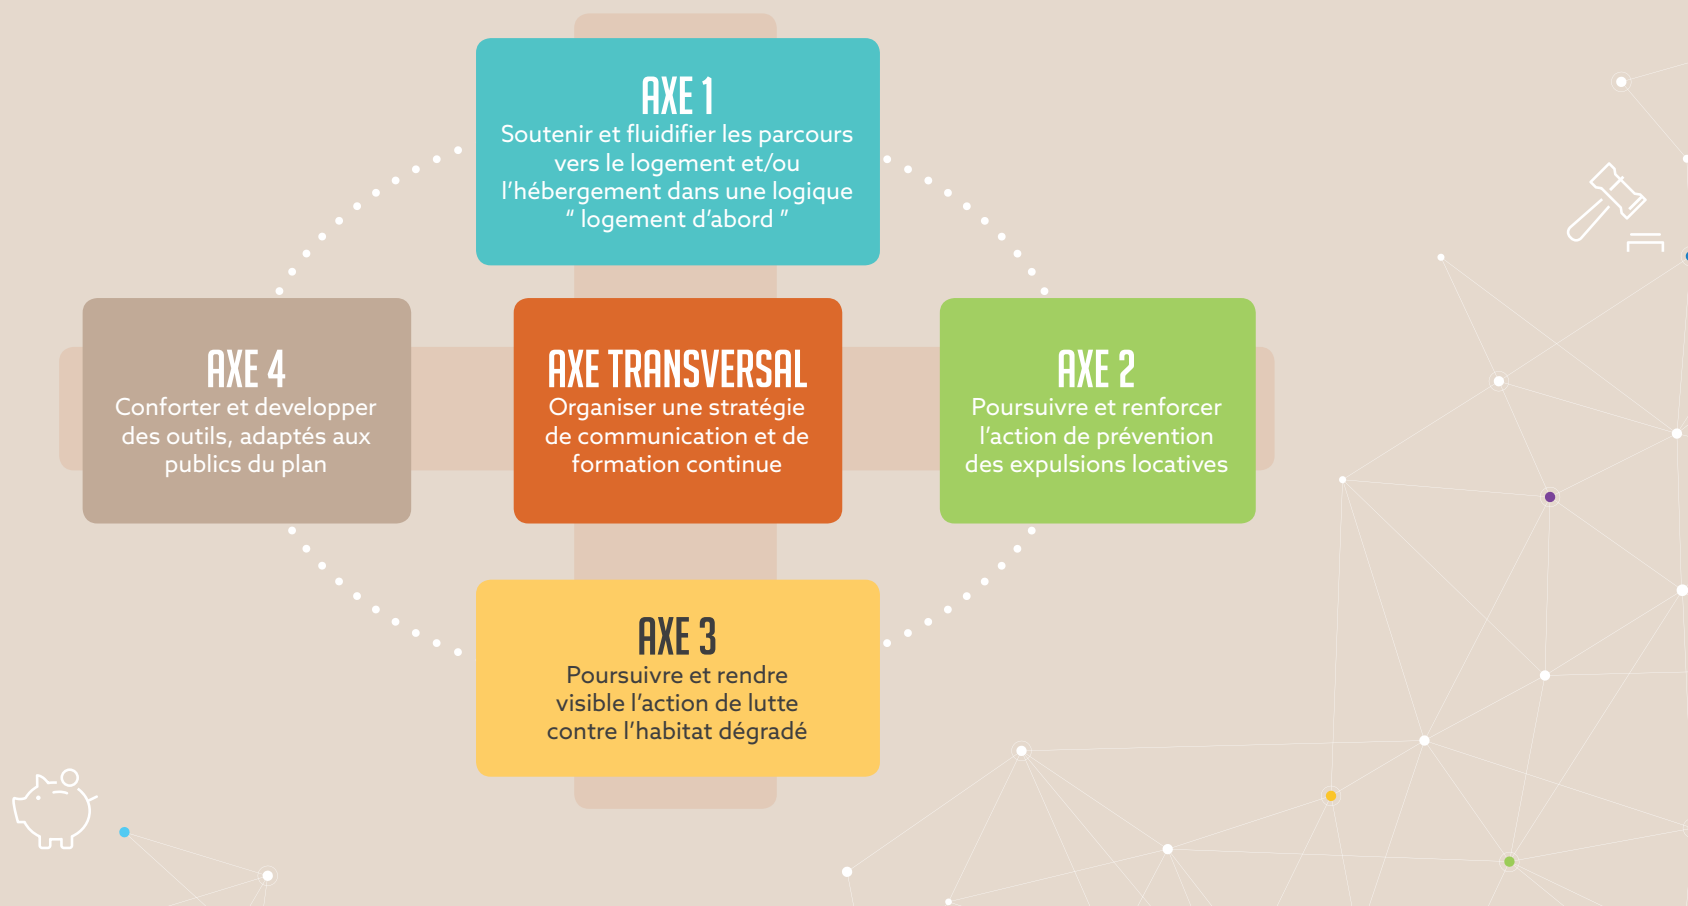 AXE 1
Soutenir et fluidifier les parcours
vers le logement et/ou
l’hébergement dans une logique
“ logement d’abord ”
AXE 4
Conforter et developper
des outils, adaptés aux
publics du plan
AXE TRANSVERSAL
Organiser une stratégie
de communication et de
formation continue
AXE 2
Poursuivre et renforcer
l’action de prévention
des expulsions locatives
AXE 3
Poursuivre et rendre
visible l’action de lutte
contre l’habitat dégradé